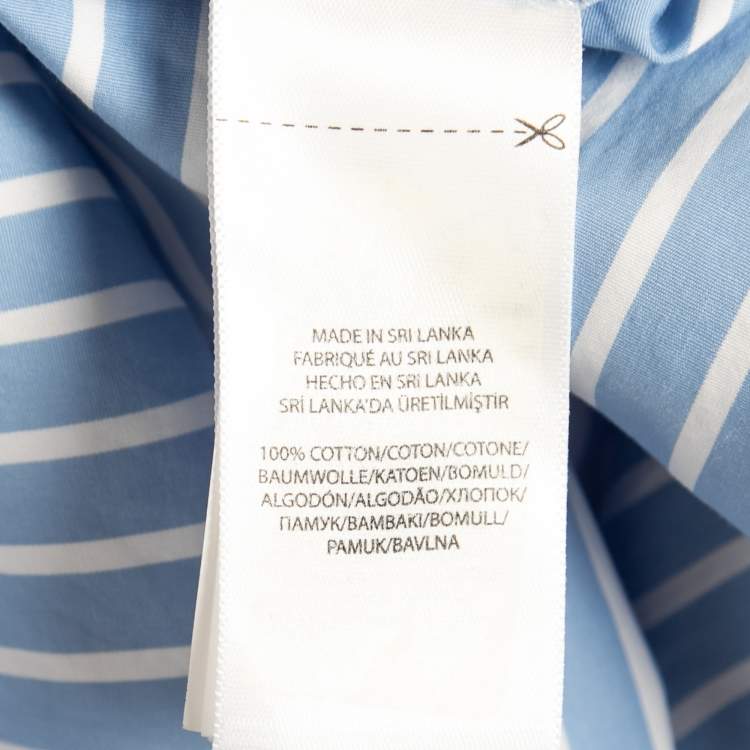 MADE IN SRI LANKA
FABRIQUÉ AU SRI LANKA
HECHO EN SRI LANKA
SRİ LANKA'DA ÜRETİLMİŞTİR
100% COTTON/COTON/COTONE/
BAUMWOLLE/KATOEN/BOMULD/
ALGODÓN/ALGODÃO/ХЛОПОК/
ПАМУК/BAMBAKI/BOMULL/
PAMUK/BAVLNA